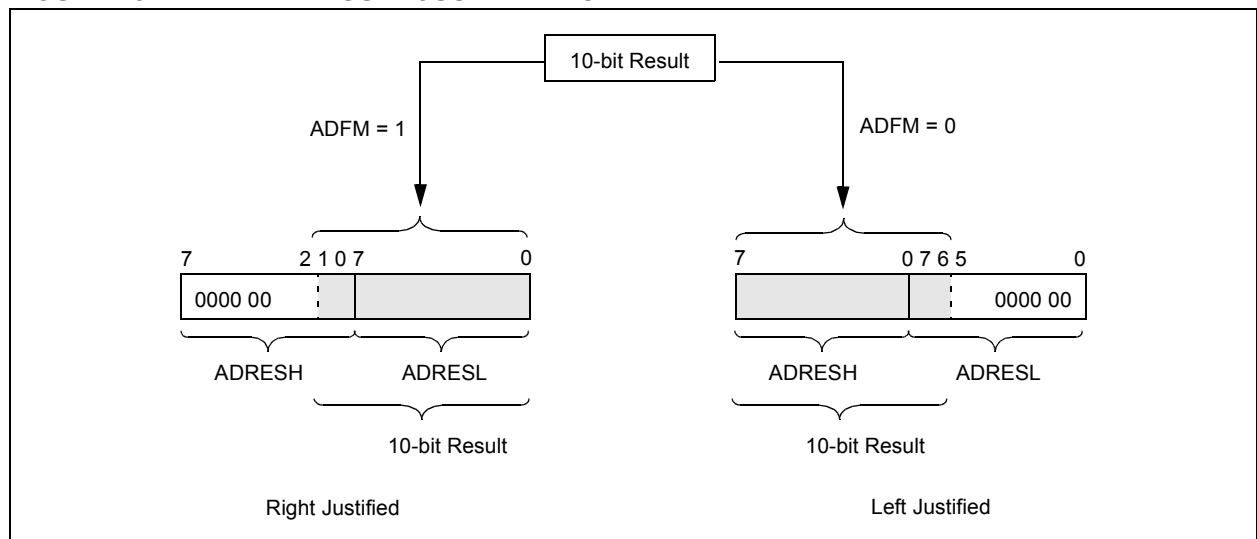 10-bit Result
ADFM = 1
ADFM = 0
7 2 1 0 7 0
7 0 7 6 5 0
0000 00
0000 00
ADRESH ADRESL
ADRESH ADRESL
10-bit Result
10-bit Result
Right Justified
Left Justified